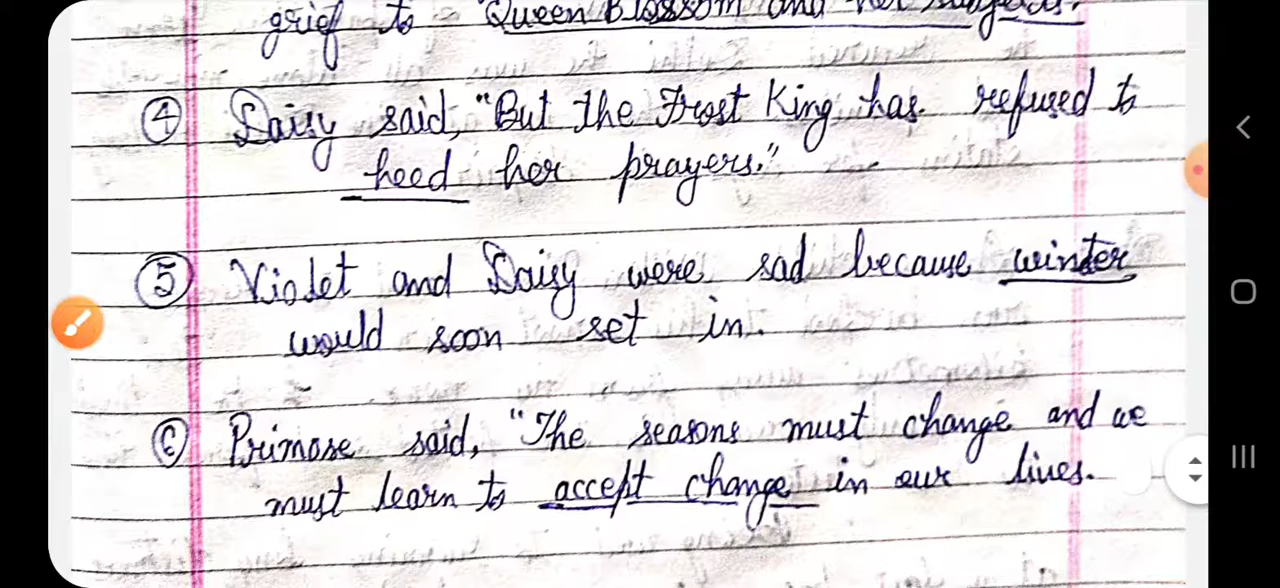 grief to Queen Blossom and her subjects.
④ Daisy said, "But the Frost King has refused to
heed her prayers."
⑤ Violet and Daisy were sad because winter
would soon set in.
⑥ Primose said, "The seasons must change and we
must learn to accept change in our lives.